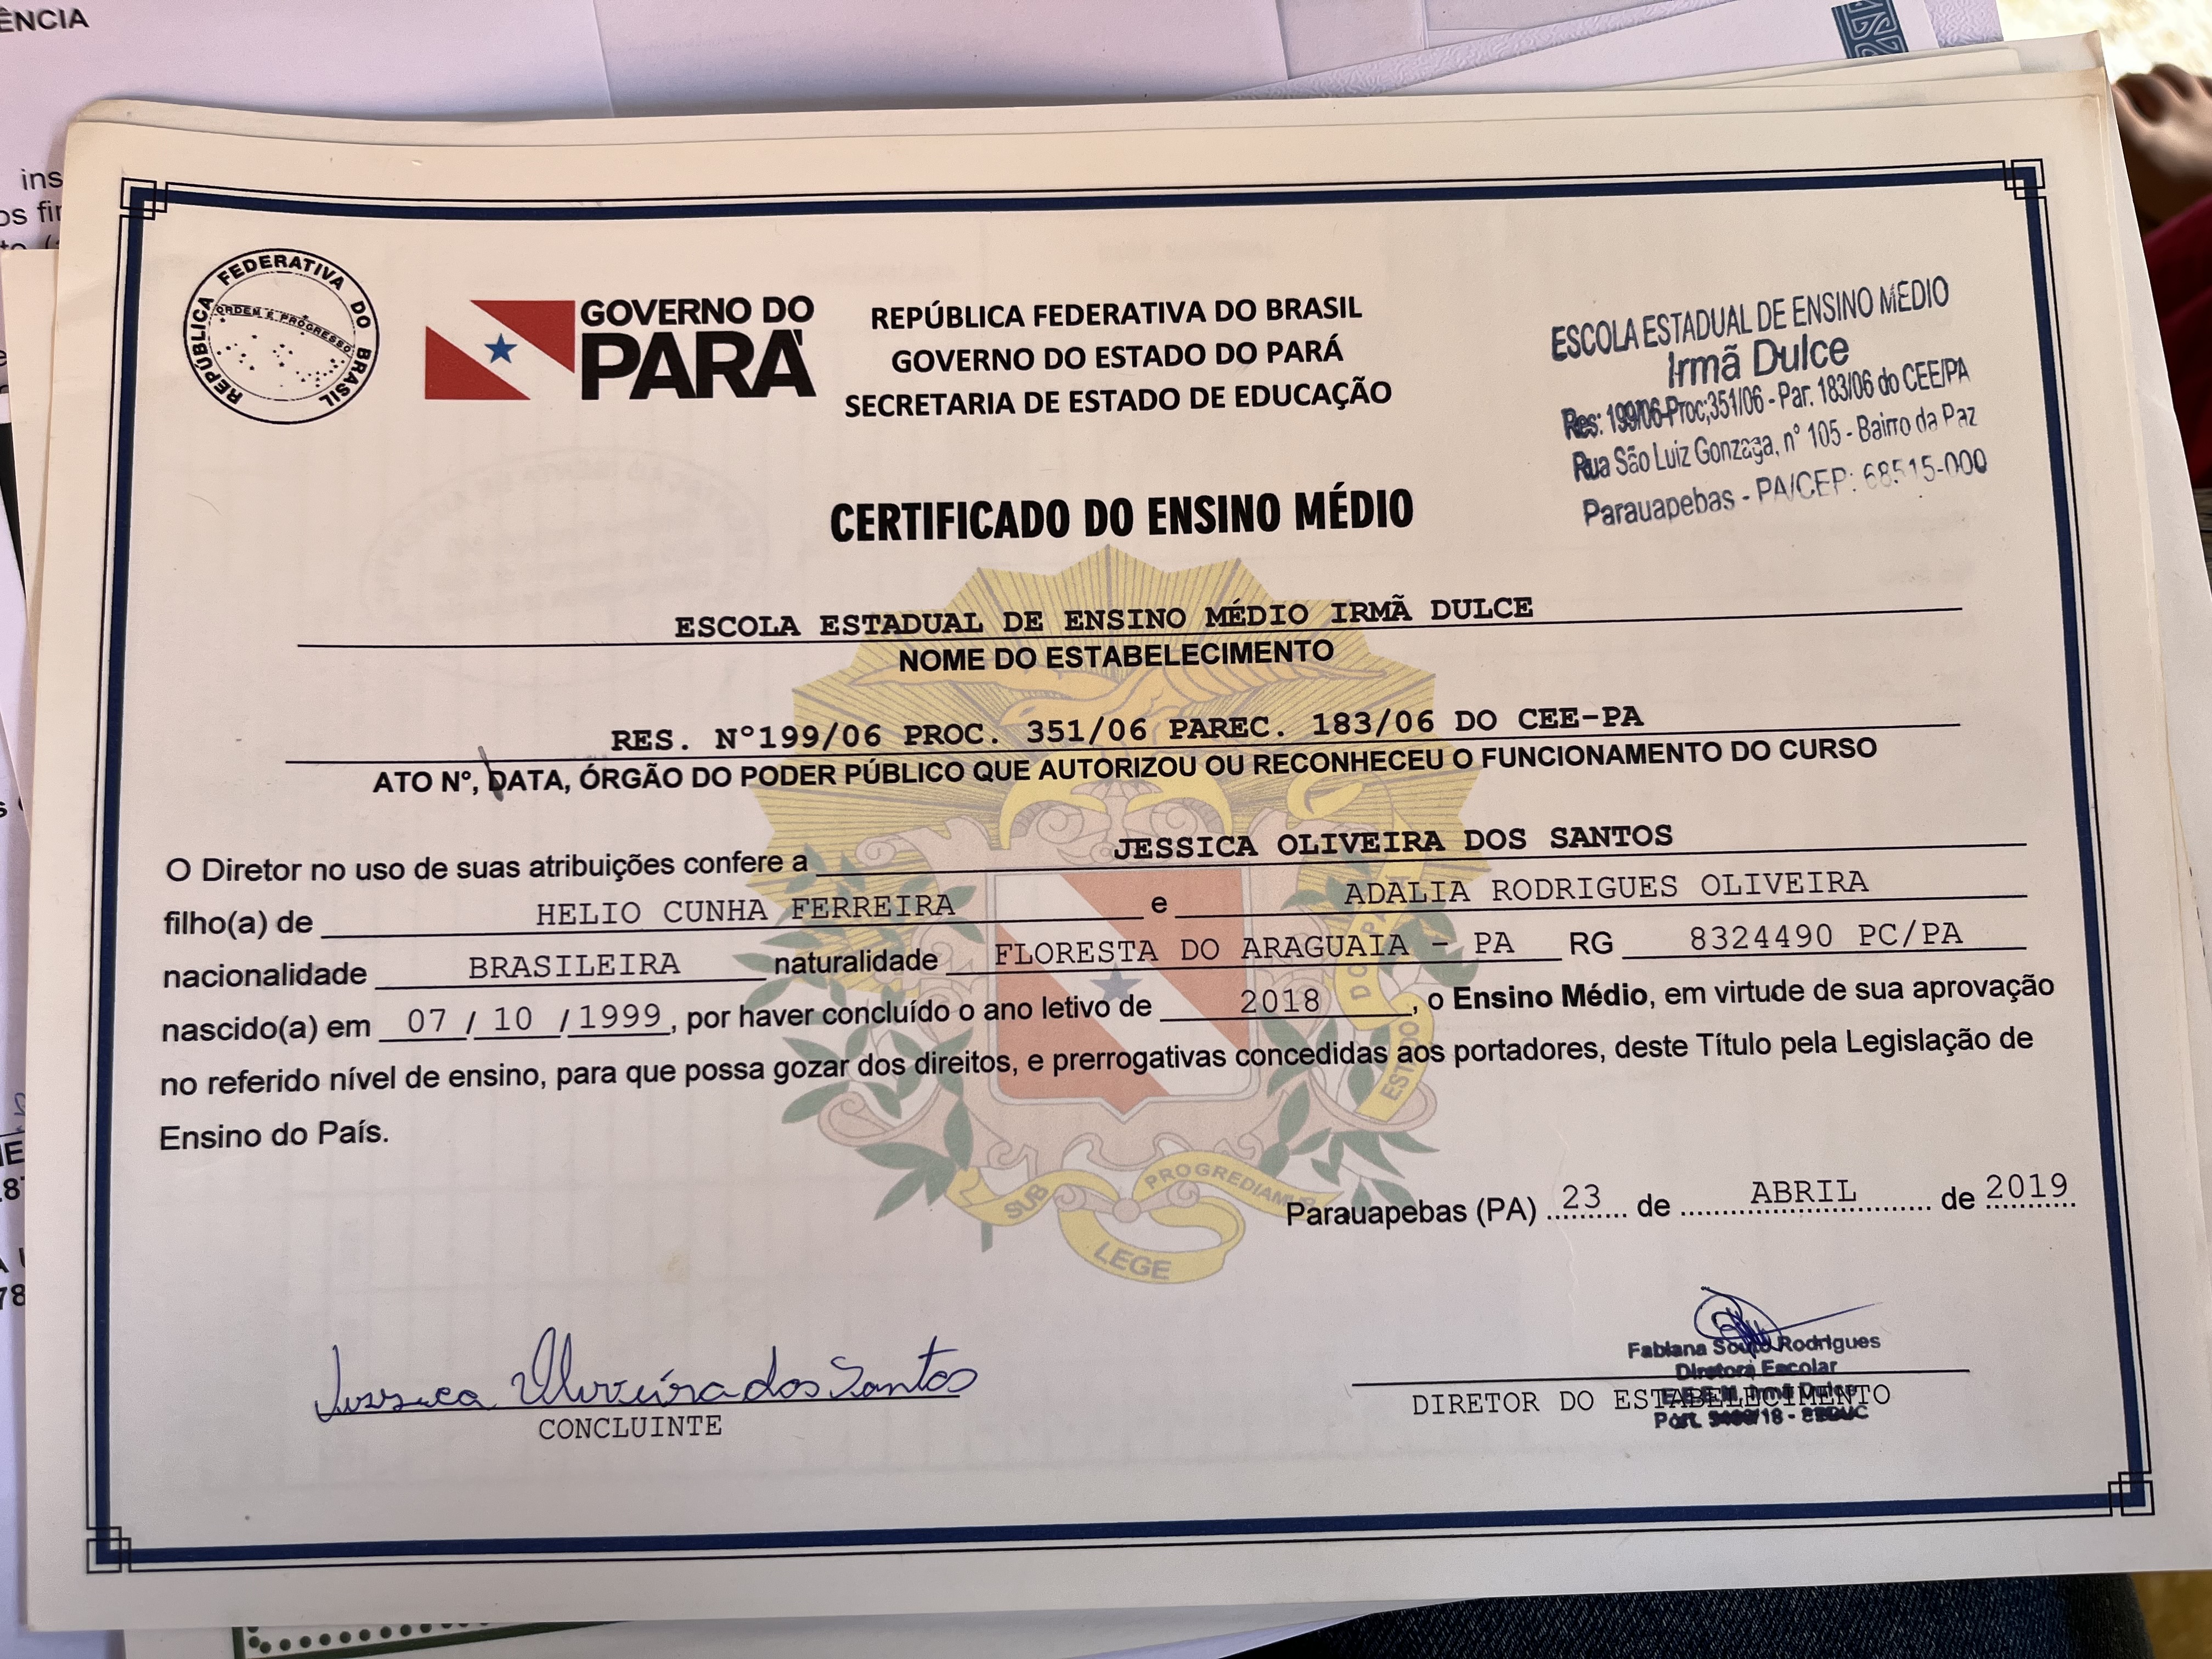 REPÚBLICA FEDERATIVA DO BRASIL
ORDEM E PROGRESSO
GOVERNO DO
PARÁ
REPÚBLICA FEDERATIVA DO BRASIL
GOVERNO DO ESTADO DO PARÁ
SECRETARIA DE ESTADO DE EDUCAÇÃO
ESCOLA ESTADUAL DE ENSINO MÉDIO
Irmã Dulce
Res: 199/06-Proc;351/06 - Par. 183/06 do CEE/PA
Rua São Luiz Gonzaga, nº 105 - Bairro da Paz
Parauapebas - PA/CEP: 68515-000
CERTIFICADO DO ENSINO MÉDIO
ESCOLA ESTADUAL DE ENSINO MÉDIO IRMÃ DULCE
NOME DO ESTABELECIMENTO
RES. N°199/06 PROC. 351/06 PAREC. 183/06 DO CEE-PA
ATO Nº, DATA, ÓRGÃO DO PODER PÚBLICO QUE AUTORIZOU OU RECONHECEU O FUNCIONAMENTO DO CURSO
O Diretor no uso de suas atribuições confere a JESSICA OLIVEIRA DOS SANTOS
filho(a) de HELIO CUNHA FERREIRA e ADALIA RODRIGUES OLIVEIRA
nacionalidade BRASILEIRA naturalidade FLORESTA DO ARAGUAIA - PA RG 8324490 PC/PA
nascido(a) em 07 / 10 / 1999, por haver concluído o ano letivo de 2018, o Ensino Médio, em virtude de sua aprovação
no referido nível de ensino, para que possa gozar dos direitos, e prerrogativas concedidas aos portadores, deste Título pela Legislação de
Ensino do País.
SUB LEGE PROGREDIAMUR
ESTADO DO PARÁ
Parauapebas (PA) 23 de ABRIL de 2019
Jessica Oliveira dos Santos
CONCLUINTE
Fabiana Souza Rodrigues
Diretora Escolar
DIRETOR DO ESTABELECIMENTO